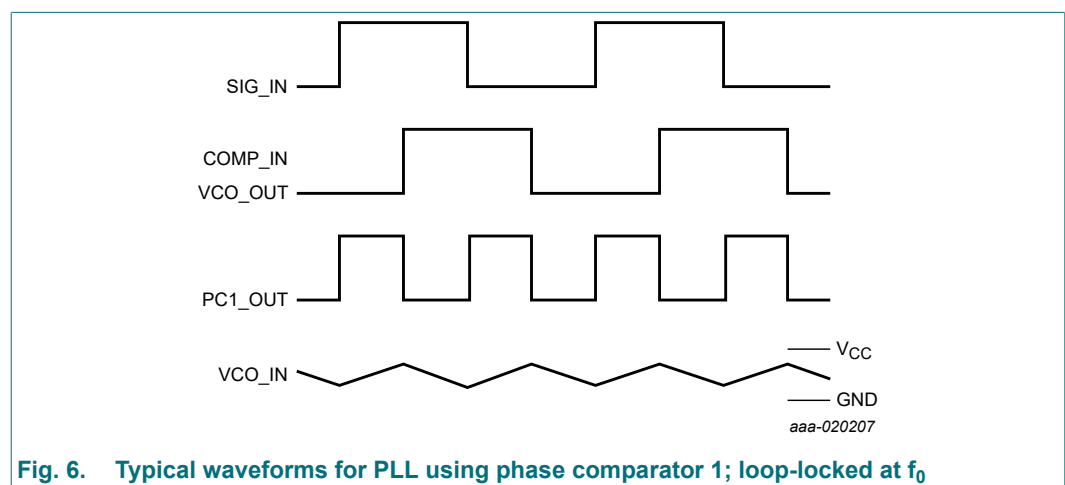 SIG_IN
COMP_IN
VCO_OUT
PC1_OUT
VCO_IN
VCC
GND
aaa-020207
Fig. 6. Typical waveforms for PLL using phase comparator 1; loop-locked at f0